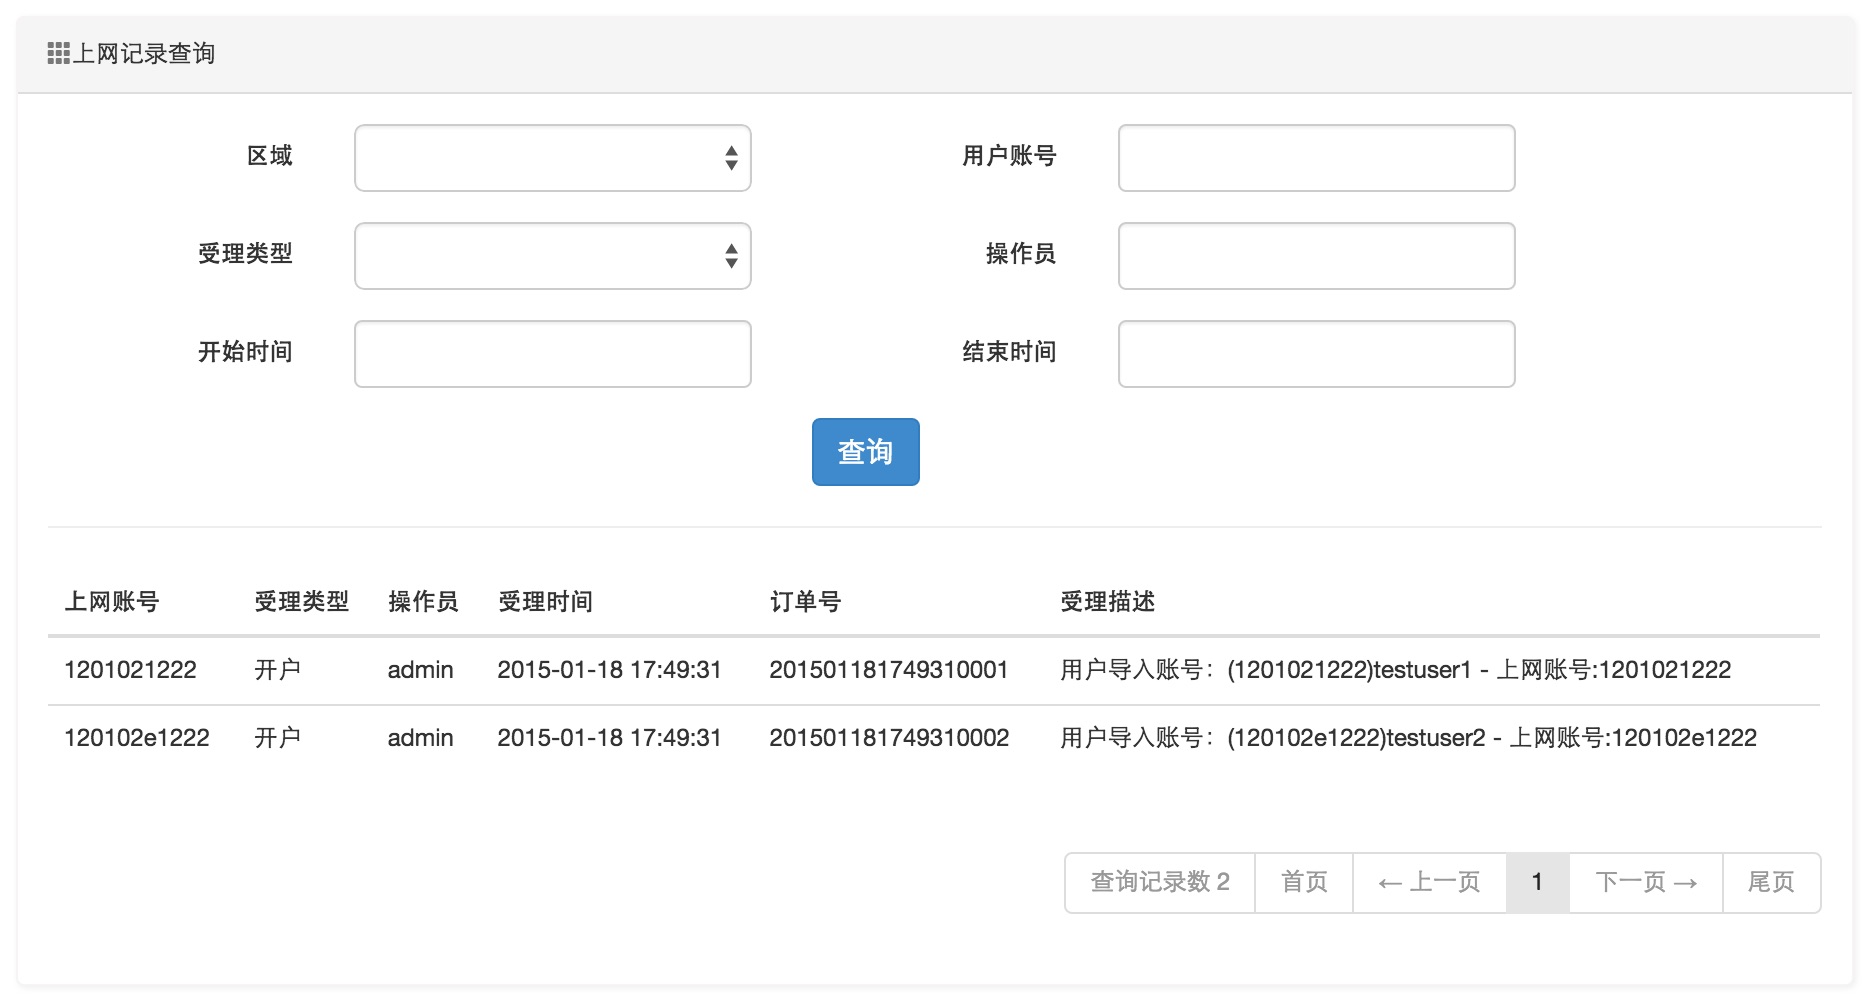 上网记录查询
区域
用户账号
受理类型
操作员
开始时间
结束时间
查询
上网账号 受理类型 操作员 受理时间 订单号 受理描述
1201021222 开户 admin 2015-01-18 17:49:31 201501181749310001 用户导入账号：(1201021222)testuser1 - 上网账号:1201021222
120102e1222 开户 admin 2015-01-18 17:49:31 201501181749310002 用户导入账号：(120102e1222)testuser2 - 上网账号:120102e1222
查询记录数 2 首页 ← 上一页 1 下一页 → 尾页